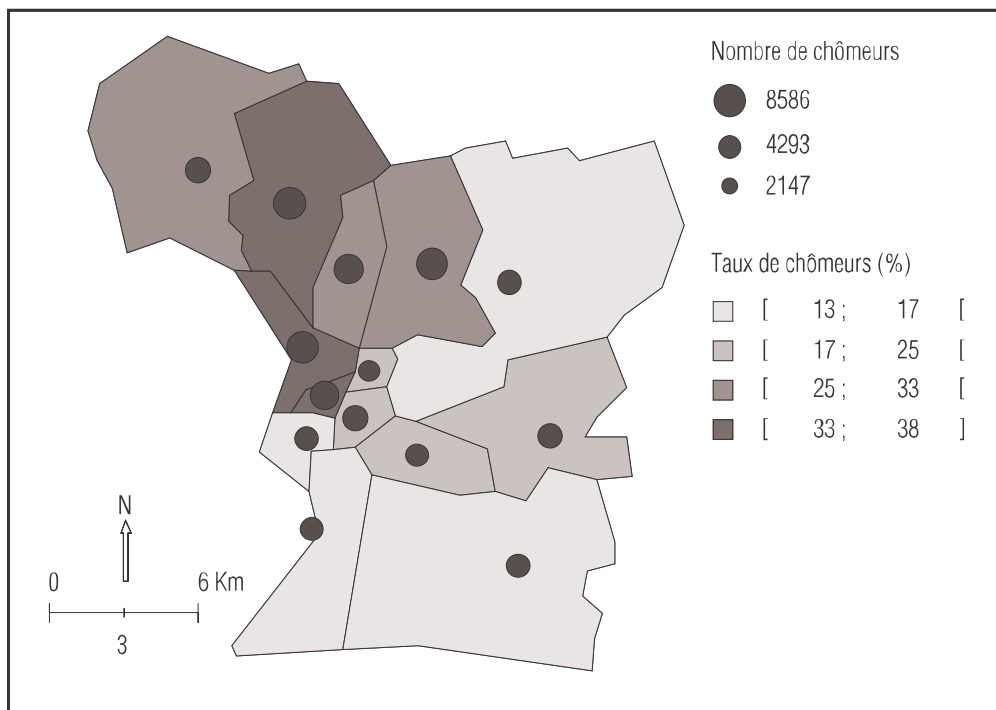 Nombre de chômeurs
8586
4293
2147
Taux de chômeurs (%)
[ 13 ; 17 [
[ 17 ; 25 [
[ 25 ; 33 [
[ 33 ; 38 ]
N
0 6 Km
3